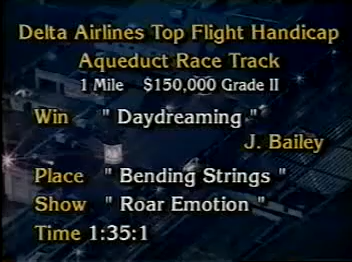 Delta Airlines Top Flight Handicap
Aqueduct Race Track
1 Mile $150,000 Grade II
Win " Daydreaming "
J. Bailey
Place " Bending Strings "
Show " Roar Emotion "
Time 1:35:1